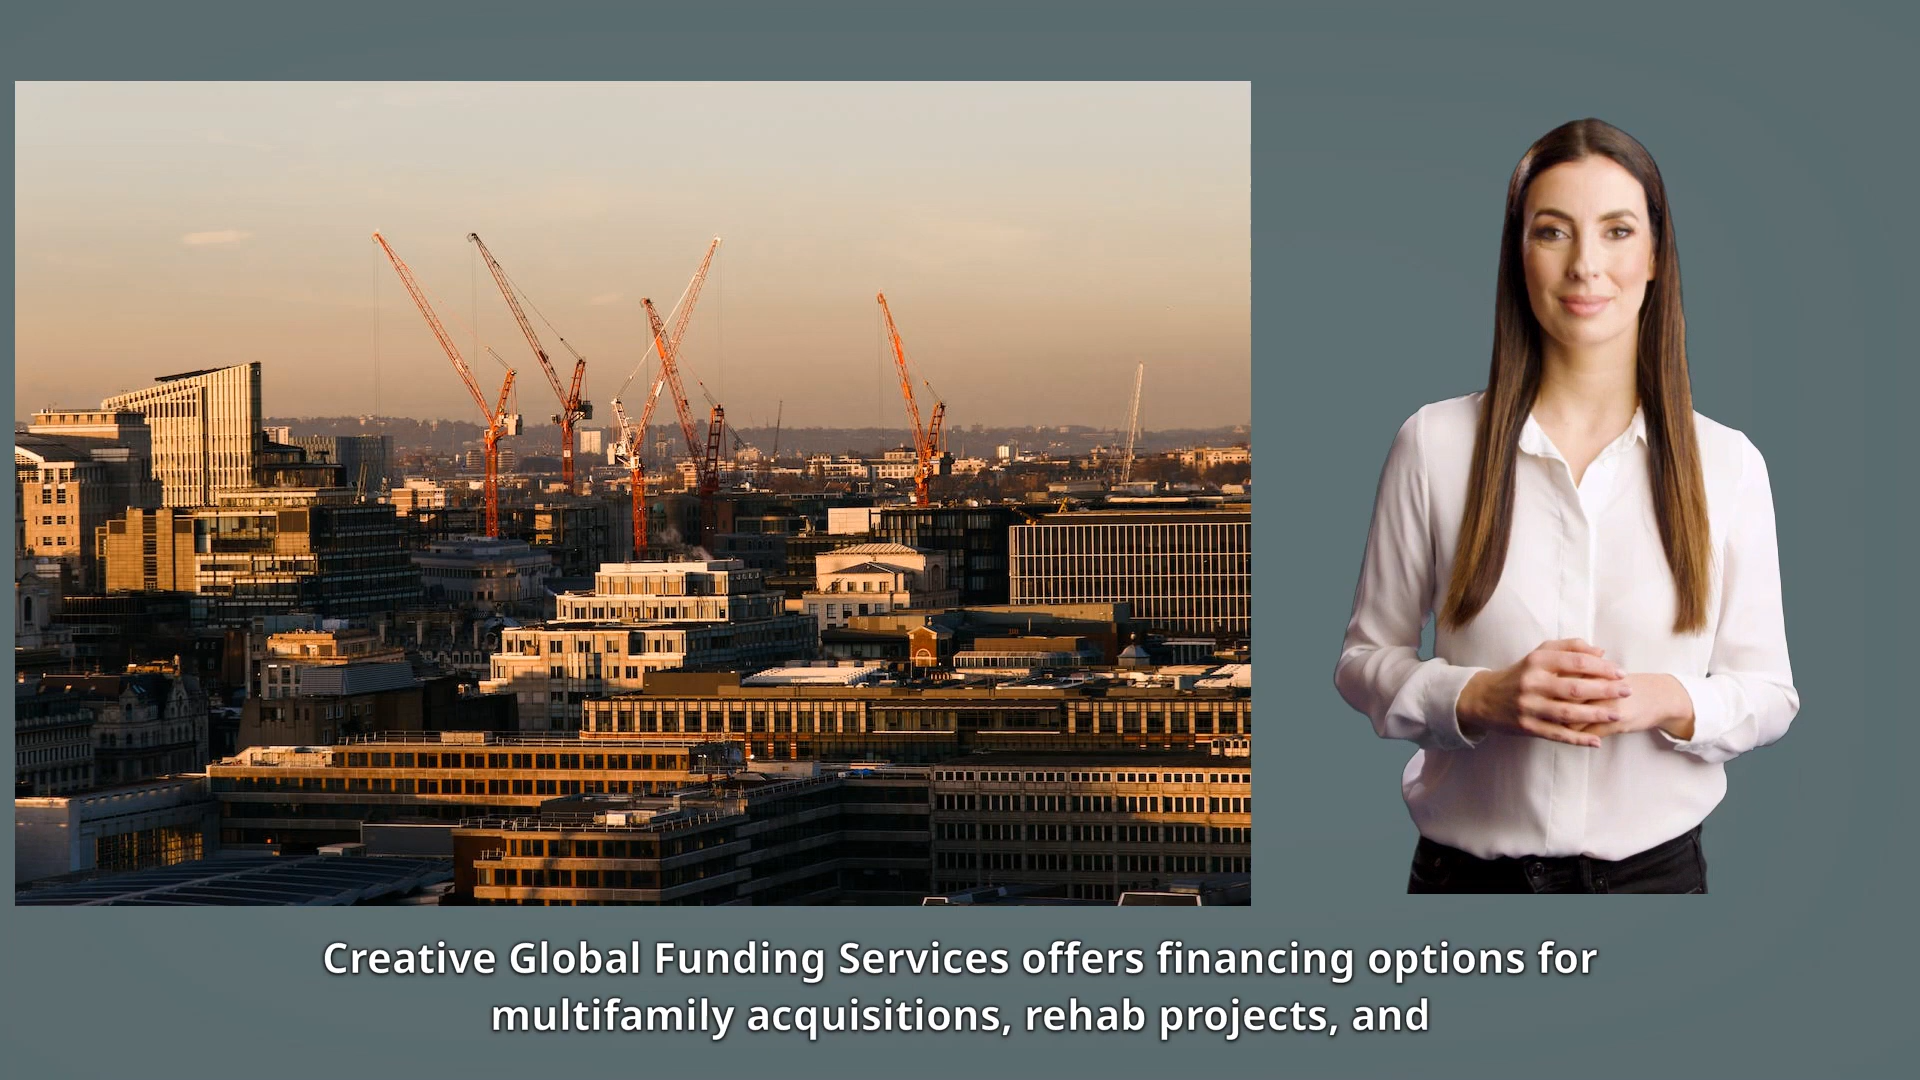 Creative Global Funding Services offers financing options for
multifamily acquisitions, rehab projects, and